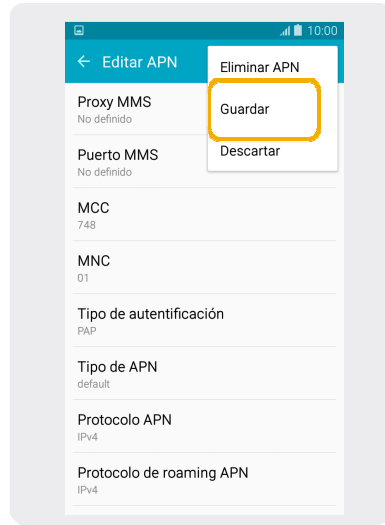 10:00
Editar APN
Eliminar APN
Guardar
Descartar
Proxy MMS
No definido
Puerto MMS
No definido
MCC
748
MNC
01
Tipo de autentificación
PAP
Tipo de APN
default
Protocolo APN
IPv4
Protocolo de roaming APN
IPv4